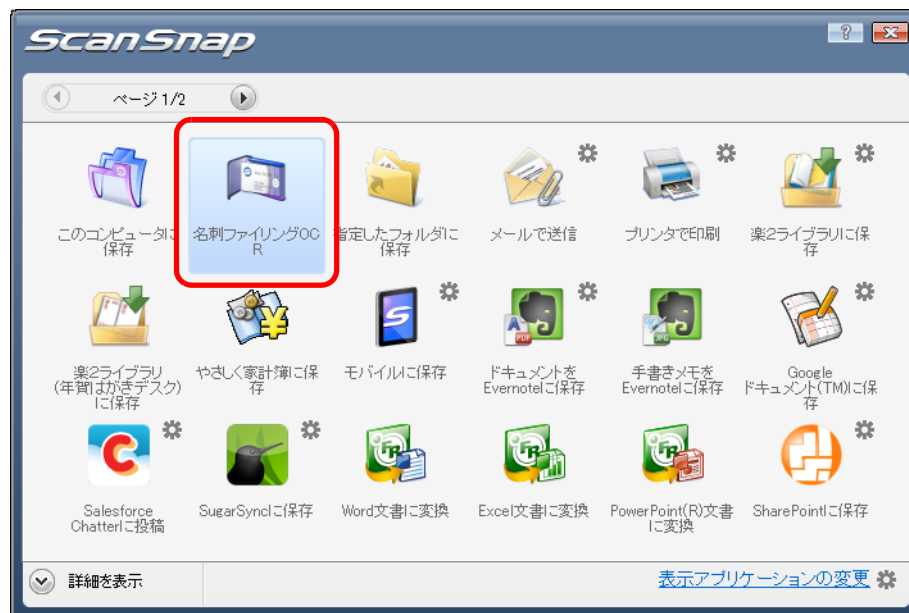 ScanSnap
?
ページ 1/2
このコンピュータに
保存
名刺ファイリングOC
R
指定したフォルダに
保存
メールで送信
プリンタで印刷
楽2ライブラリに保
存
楽2ライブラリ
(年賀はがきデスク)
に保存
やさしく家計簿に保
存
モバイルに保存
ドキュメントを
Evernoteに保存
手書きメモを
Evernoteに保存
Google
ドキュメント(TM)に保
存
Salesforce
Chatterに投稿
SugarSyncに保存
Word文書に変換
Excel文書に変換
PowerPoint(R)文書
に変換
SharePointに保存
詳細を表示
表示アプリケーションの変更